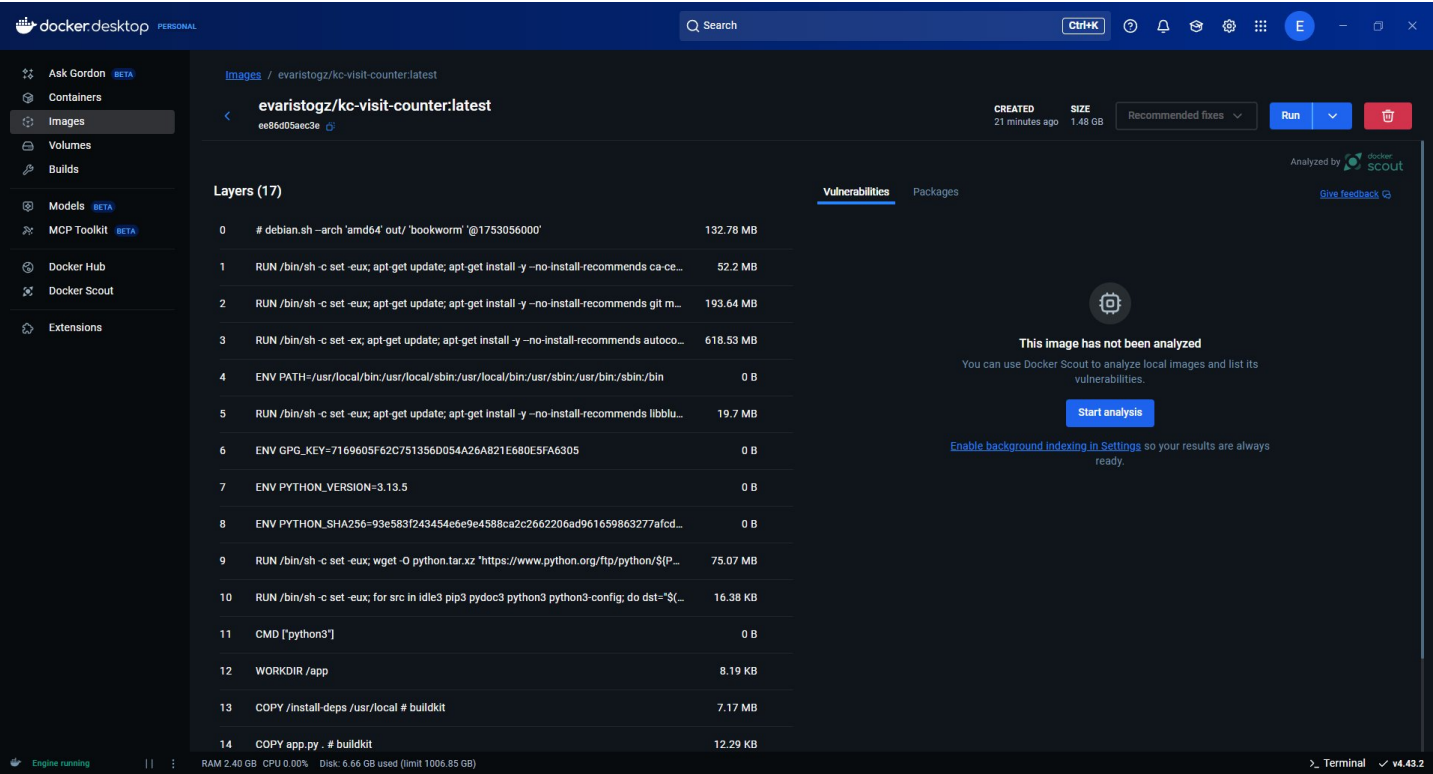 docker.desktop PERSONAL
Search
Ctrl+K
E
Ask Gordon BETA
Containers
Images
Volumes
Builds
Models BETA
MCP Toolkit BETA
Docker Hub
Docker Scout
Extensions
Images / evaristogz/kc-visit-counter:latest
evaristogz/kc-visit-counter:latest
ee86d05aec3e
CREATED
21 minutes ago
SIZE
1.48 GB
Recommended fixes
Run
Analyzed by docker scout
Give feedback
Layers (17)
0 # debian.sh --arch 'amd64' out/ 'bookworm' '@1753056000' 132.78 MB
1 RUN /bin/sh -c set -eux; apt-get update; apt-get install -y --no-install-recommends ca-ce... 52.2 MB
2 RUN /bin/sh -c set -eux; apt-get update; apt-get install -y --no-install-recommends git m... 193.64 MB
3 RUN /bin/sh -c set -ex; apt-get update; apt-get install -y --no-install-recommends autoco... 618.53 MB
4 ENV PATH=/usr/local/bin:/usr/local/sbin:/usr/local/bin:/usr/sbin:/usr/bin:/sbin:/bin 0 B
5 RUN /bin/sh -c set -eux; apt-get update; apt-get install -y --no-install-recommends libblu... 19.7 MB
6 ENV GPG_KEY=7169605F62C751356D054A26A821E680E5FA6305 0 B
7 ENV PYTHON_VERSION=3.13.5 0 B
8 ENV PYTHON_SHA256=93e583f243454e6e9e4588ca2c2662206ad961659863277afcd... 0 B
9 RUN /bin/sh -c set -eux; wget -O python.tar.xz "https://www.python.org/ftp/python/${P... 75.07 MB
10 RUN /bin/sh -c set -eux; for src in idle3 pip3 pydoc3 python3 python3-config; do dst="$(... 16.38 KB
11 CMD ["python3"] 0 B
12 WORKDIR /app 8.19 KB
13 COPY /install-deps /usr/local # buildkit 7.17 MB
14 COPY app.py . # buildkit 12.29 KB
Vulnerabilities Packages
This image has not been analyzed
You can use Docker Scout to analyze local images and list its
vulnerabilities.
Start analysis
Enable background indexing in Settings so your results are always
ready.
Engine running
RAM 2.40 GB CPU 0.00% Disk: 6.66 GB used (limit 1006.85 GB)
>_ Terminal
v4.43.2